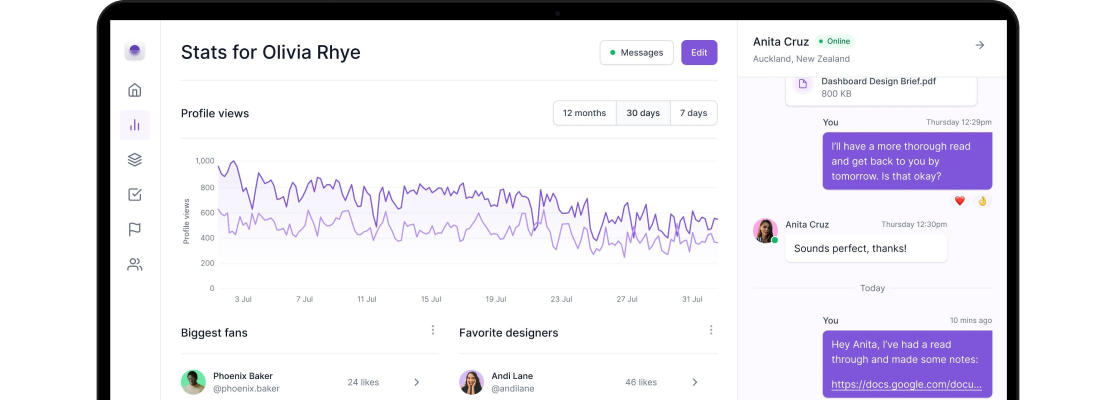 Stats for Olivia Rhye
Messages
Edit
Profile views
12 months
30 days
7 days
1,000
800
600
400
200
0
Profile views
3 Jul
7 Jul
11 Jul
15 Jul
19 Jul
23 Jul
27 Jul
31 Jul
Biggest fans
Phoenix Baker
@phoenix.baker
24 likes
Favorite designers
Andi Lane
@andilane
46 likes
Anita Cruz
Online
Auckland, New Zealand
Dashboard Design Brief.pdf
800 KB
You
Thursday 12:29pm
I'll have a more thorough read
and get back to you by
tomorrow. Is that okay?
Anita Cruz
Thursday 12:30pm
Sounds perfect, thanks!
Today
You
10 mins ago
Hey Anita, I've had a read
through and made some notes:
https://docs.google.com/docu...